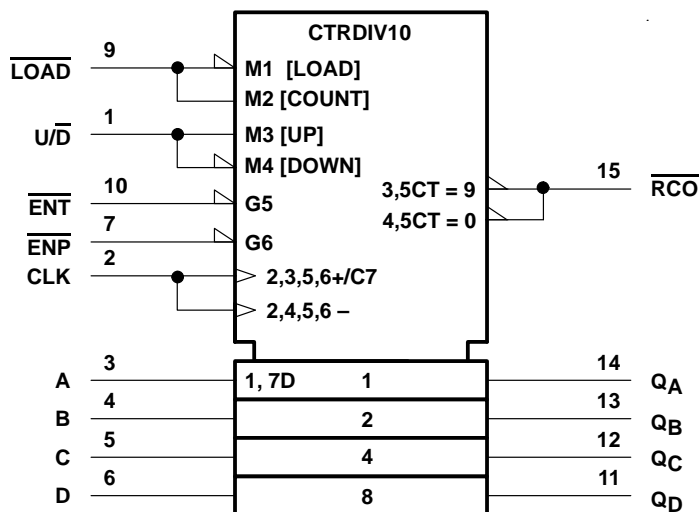 CTRDIV10
9
LOAD
M1 [LOAD]
M2 [COUNT]
1
U/D
M3 [UP]
M4 [DOWN]
10
ENT
G5
7
ENP
G6
2
CLK
2,3,5,6+/C7
2,4,5,6 –
3,5CT = 9
4,5CT = 0
15
RCO
3
A
1, 7D
1
14
QA
4
B
2
13
QB
5
C
4
12
QC
6
D
8
11
QD